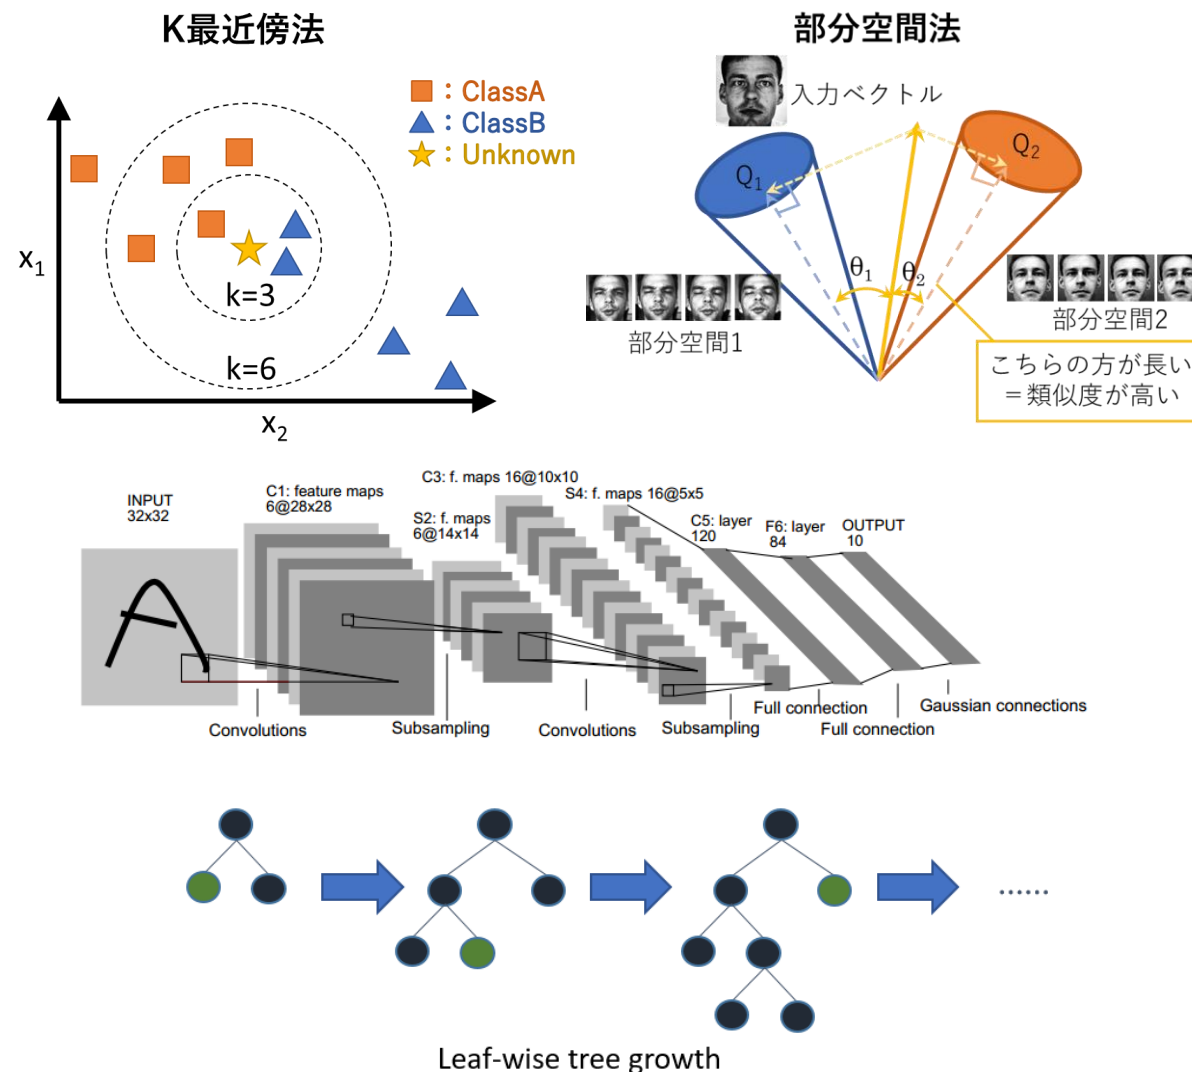 K最近傍法
■：ClassA
▲：ClassB
★：Unknown
x1
k=3
k=6
x2
部分空間法
入力ベクトル
Q1
Q2
θ1
θ2
部分空間1
部分空間2
こちらの方が長い
＝類似度が高い
INPUT
32x32
C1: feature maps
6@28x28
S2: f. maps
6@14x14
C3: f. maps 16@10x10
S4: f. maps 16@5x5
C5: layer
120
F6: layer
84
OUTPUT
10
A
Convolutions
Subsampling
Convolutions
Subsampling
Full connection
Full connection
Gaussian connections
......
Leaf-wise tree growth